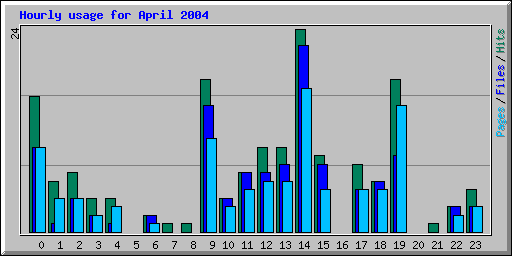 Hourly usage for April 2004
24
Pages/Files/Hits
0 1 2 3 4 5 6 7 8 9 10 11 12 13 14 15 16 17 18 19 20 21 22 23